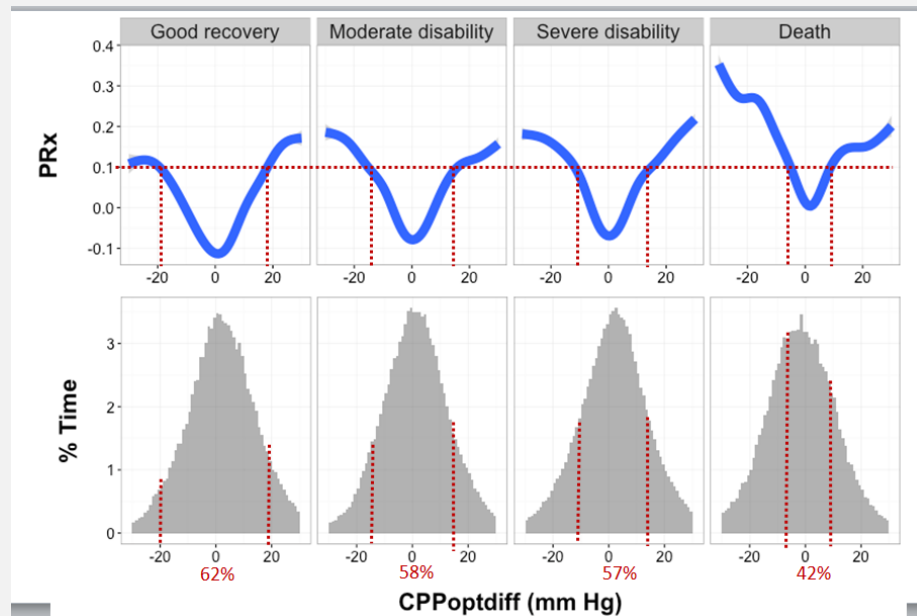 Good recovery Moderate disability Severe disability Death
0.4
0.3
0.2
0.1
0.0
-0.1
PRx
-20 0 20 -20 0 20 -20 0 20 -20 0 20
3
2
1
0
% Time
-20 0 20 -20 0 20 -20 0 20 -20 0 20
62% 58% 57% 42%
CPPoptdiff (mm Hg)